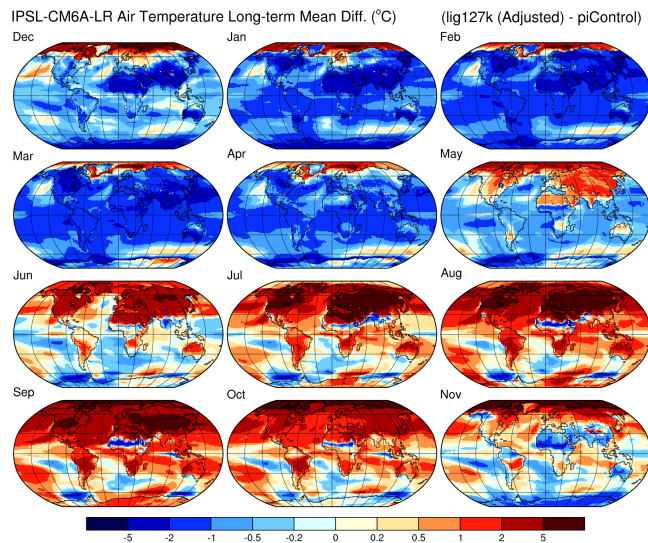 IPSL-CM6A-LR Air Temperature Long-term Mean Diff. (°C) (lig127k (Adjusted) - piControl)
Dec Jan Feb
Mar Apr May
Jun Jul Aug
Sep Oct Nov
-5 -2 -1 -0.5 -0.2 0 0.2 0.5 1 2 5